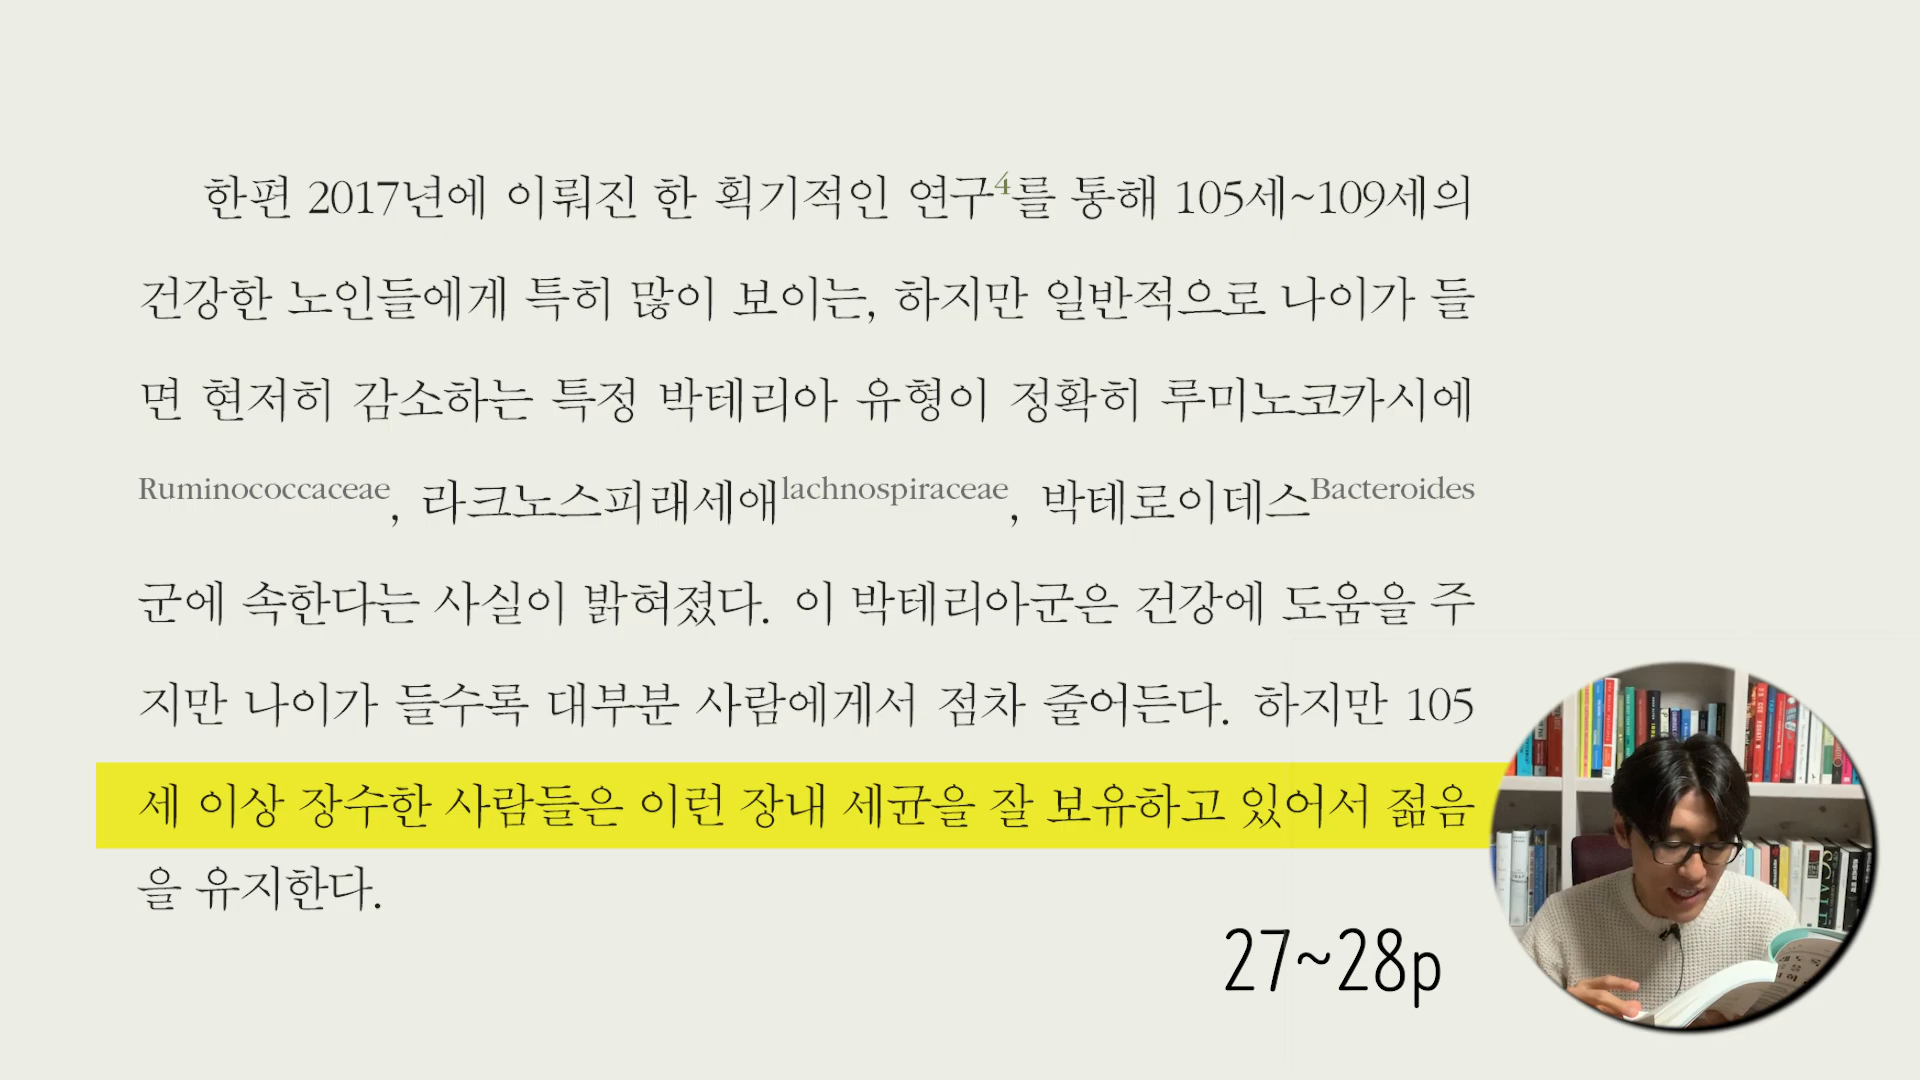 한편 2017년에 이뤄진 한 획기적인 연구4를 통해 105세~109세의
건강한 노인들에게 특히 많이 보이는, 하지만 일반적으로 나이가 들
면 현저히 감소하는 특정 박테리아 유형이 정확히 루미노코카시에
Ruminococcaceae, 라크노스피래세애lachnospiraceae, 박테로이데스Bacteroides
군에 속한다는 사실이 밝혀졌다. 이 박테리아군은 건강에 도움을 주
지만 나이가 들수록 대부분 사람에게서 점차 줄어든다. 하지만 105
세 이상 장수한 사람들은 이런 장내 세균을 잘 보유하고 있어서 젊음
을 유지한다.
27~28p
SCALE